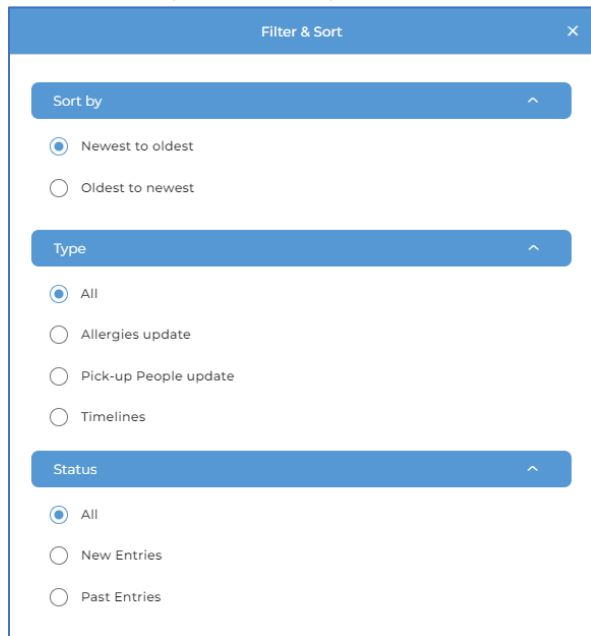 Filter & Sort
Sort by
Newest to oldest
Oldest to newest
Type
All
Allergies update
Pick-up People update
Timelines
Status
All
New Entries
Past Entries